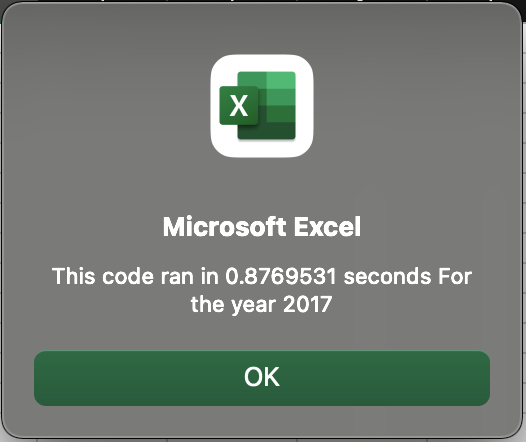 X
Microsoft Excel
This code ran in 0.8769531 seconds For
the year 2017
OK